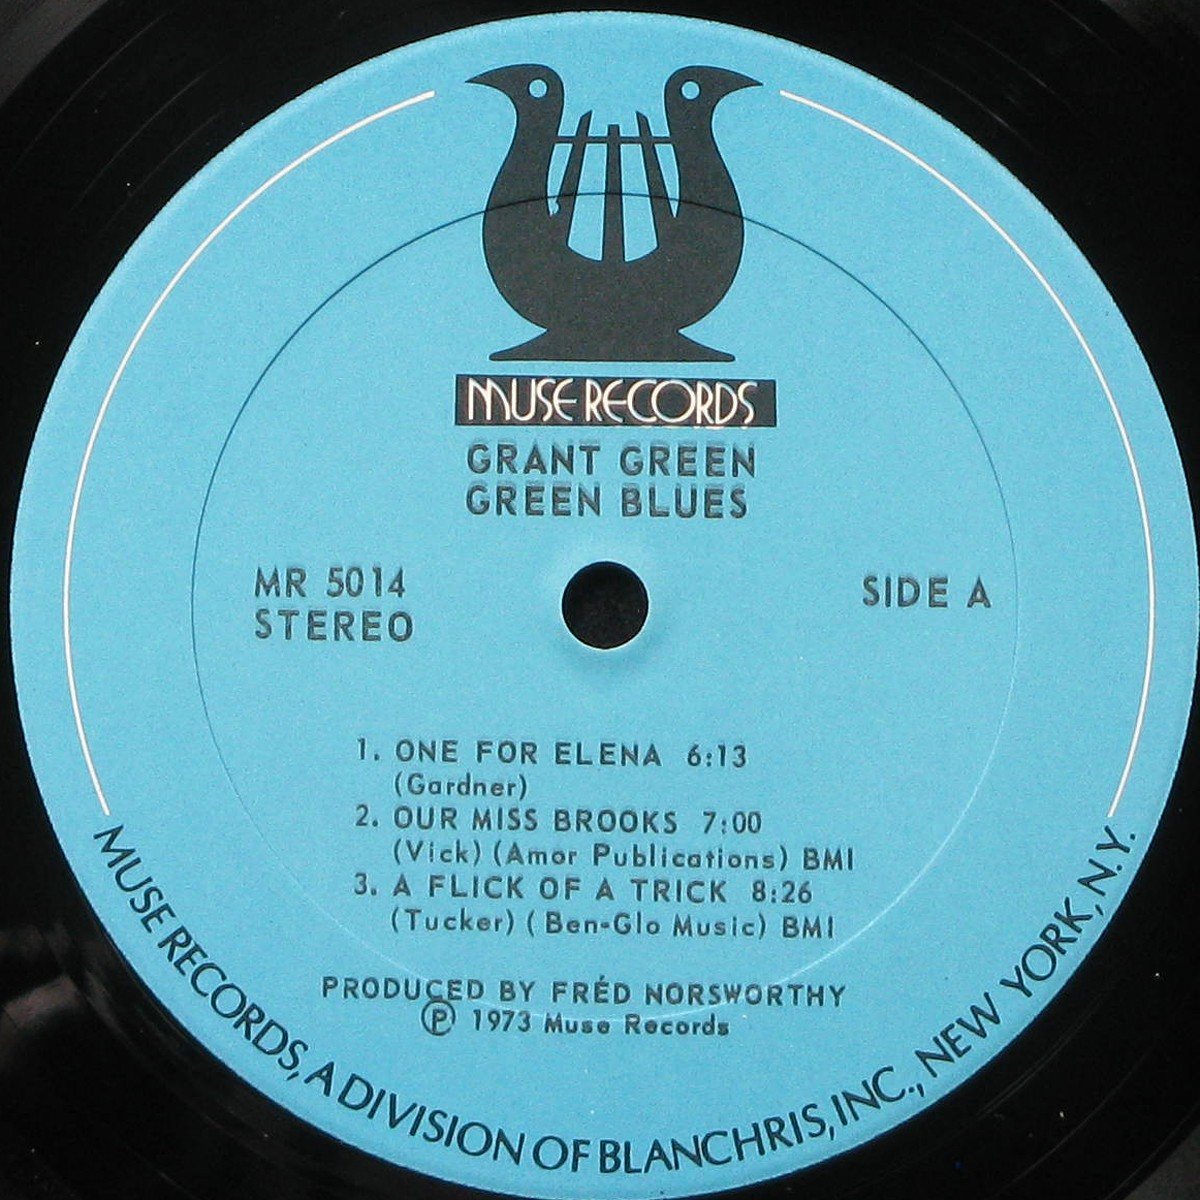 MUSE RECORDS
GRANT GREEN
GREEN BLUES
MR 5014
STEREO
SIDE A
1. ONE FOR ELENA 6:13
(Gardner)
2. OUR MISS BROOKS 7:00
(Vick) (Amor Publications) BMI
3. A FLICK OF A TRICK 8:26
(Tucker) (Ben-Glo Music) BMI
PRODUCED BY FRÉD NORSWORTHY
℗ 1973 Muse Records
MUSE RECORDS, A DIVISION OF BLANCHRIS, INC., NEW YORK, N.Y.